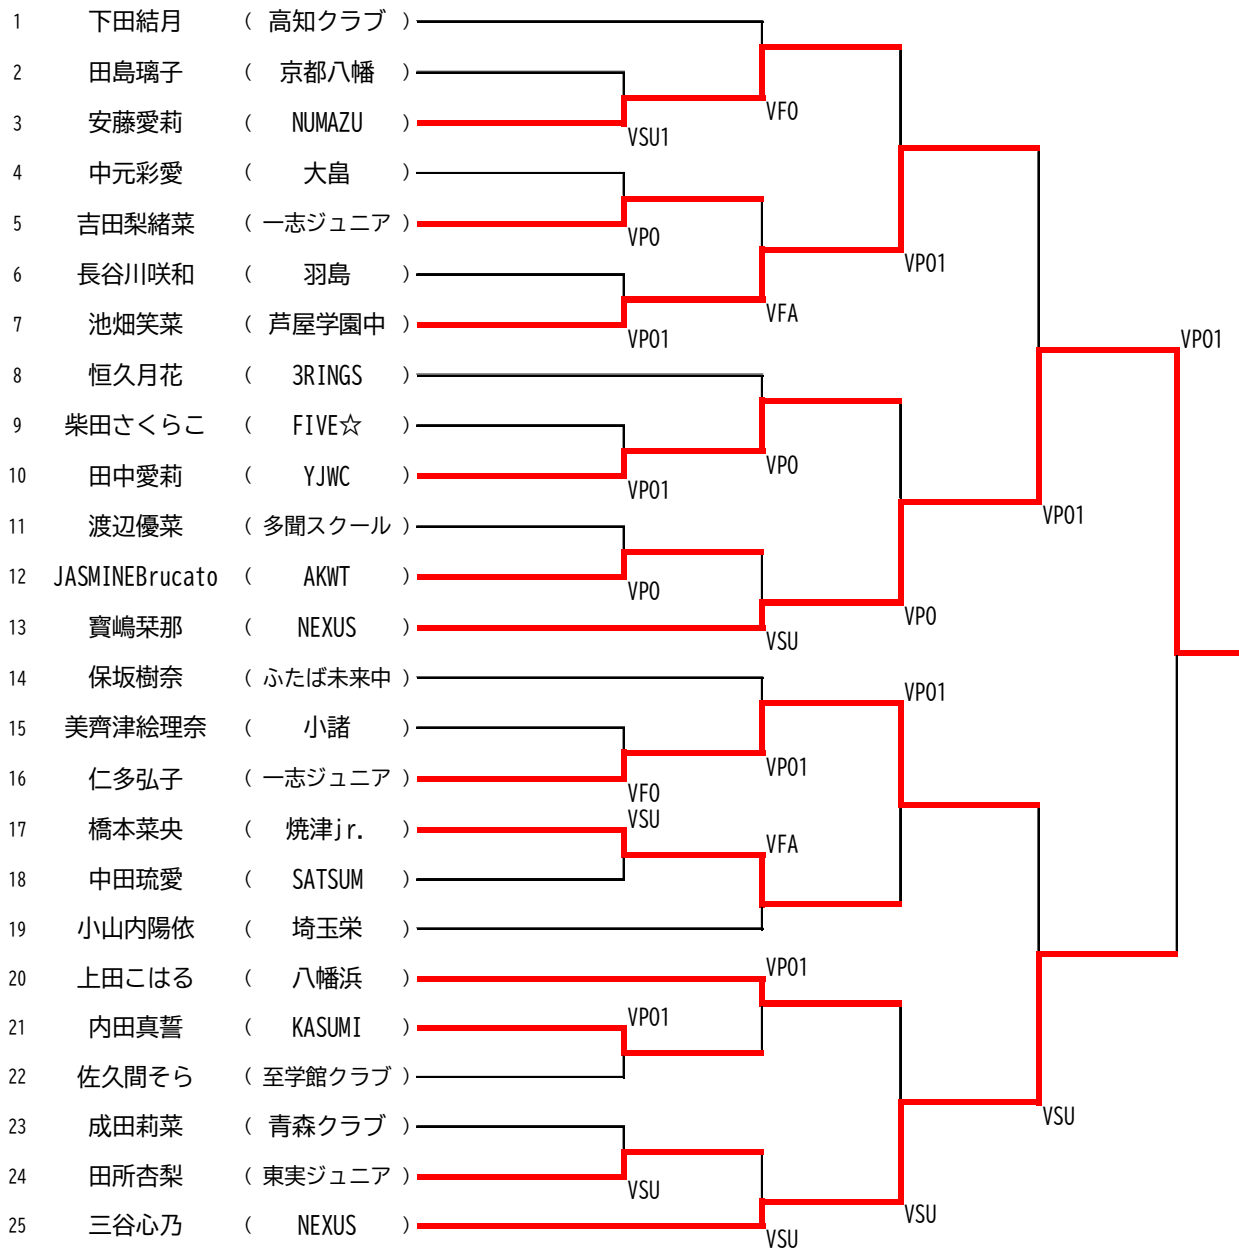 1 下田結月 ( 高知クラブ )
2 田島璃子 ( 京都八幡 )
VFO
3 安藤愛莉 ( NUMAZU )
VSU1
4 中元彩愛 ( 大畠 )
5 吉田梨緒菜 ( 一志ジュニア )
VPO
VPO1
6 長谷川咲和 ( 羽島 )
VFA
7 池畑笑菜 ( 芦屋学園中 )
VPO1
VPO1
8 恒久月花 ( 3RINGS )
9 柴田さくらこ ( FIVE☆ )
VPO
10 田中愛莉 ( YJWC )
VPO1
VPO1
11 渡辺優菜 ( 多聞スクール )
12 JASMINEBrucato ( AKWT )
VPO
VPO
13 寳嶋栞那 ( NEXUS )
VSU
14 保坂樹奈 ( ふたば未来中 )
VPO1
15 美齊津絵理奈 ( 小諸 )
VPO1
16 仁多弘子 ( 一志ジュニア )
VFO
VSU
17 橋本菜央 ( 焼津jr. )
VFA
18 中田琉愛 ( SATSUM )
19 小山内陽依 ( 埼玉栄 )
VPO1
20 上田こはる ( 八幡浜 )
VPO1
21 内田真誓 ( KASUMI )
22 佐久間そら ( 至学館クラブ )
VSU
23 成田莉菜 ( 青森クラブ )
24 田所杏梨 ( 東実ジュニア )
VSU
VSU
25 三谷心乃 ( NEXUS )
VSU